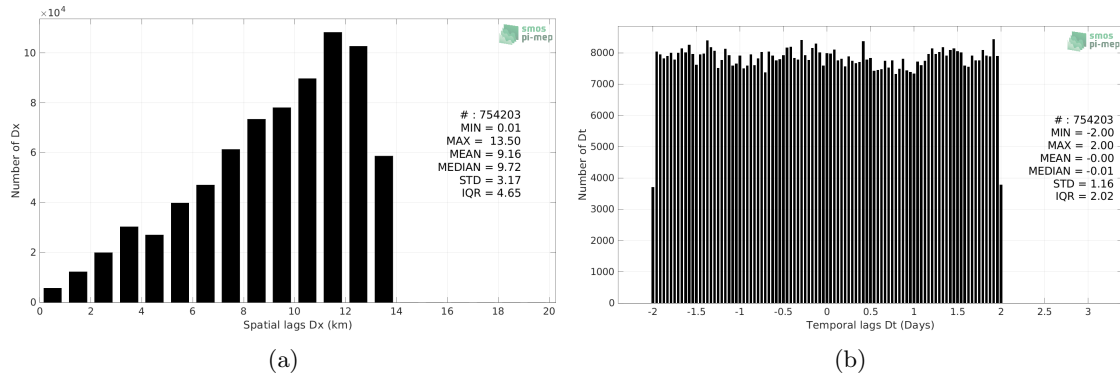 ×10⁴
10
8
6
4
2
0
Number of Dx
0 2 4 6 8 10 12 14 16 18 20
Spatial lags Dx (km)
smos
pi-mep
# : 754203
MIN = 0.01
MAX = 13.50
MEAN = 9.16
MEDIAN = 9.72
STD = 3.17
IQR = 4.65
(a)
8000
7000
6000
5000
4000
3000
2000
1000
0
Number of Dt
-2 -1.5 -1 -0.5 0 0.5 1 1.5 2 2.5 3
Temporal lags Dt (Days)
smos
pi-mep
# : 754203
MIN = -2.00
MAX = 2.00
MEAN = -0.00
MEDIAN = -0.01
STD = 1.16
IQR = 2.02
(b)